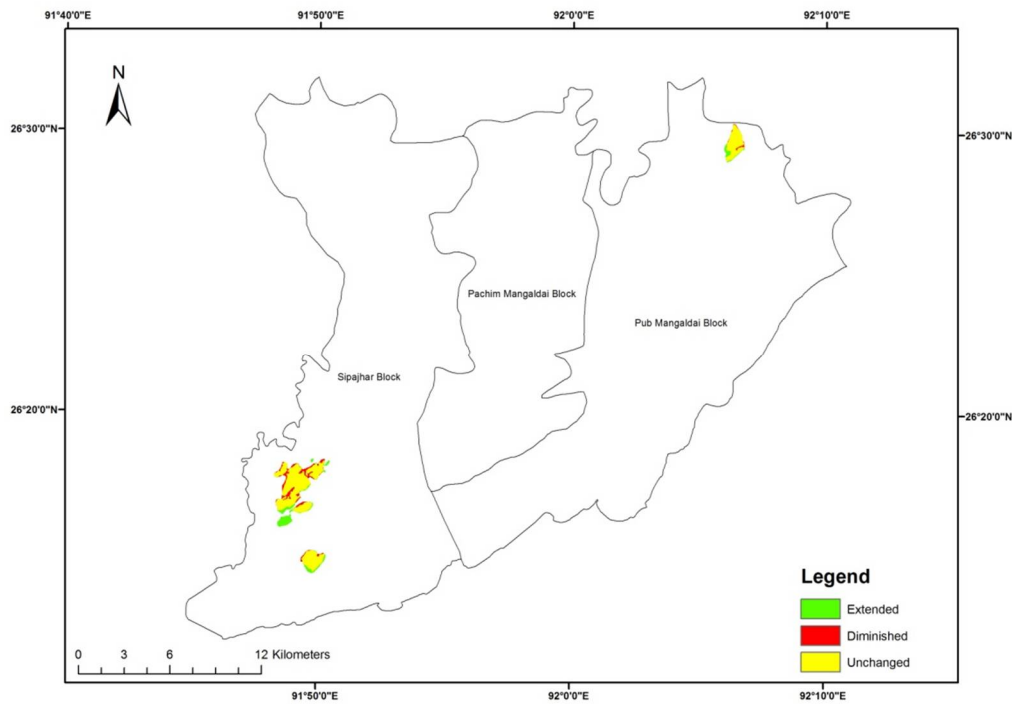 91°40'0"E 91°50'0"E 92°0'0"E 92°10'0"E
N
26°30'0"N 26°30'0"N
Pachim Mangaldai Block
Pub Mangaldai Block
Sipajhar Block
26°20'0"N 26°20'0"N
Legend
Extended
Diminished
Unchanged
0 3 6 12 Kilometers
91°50'0"E 92°0'0"E 92°10'0"E